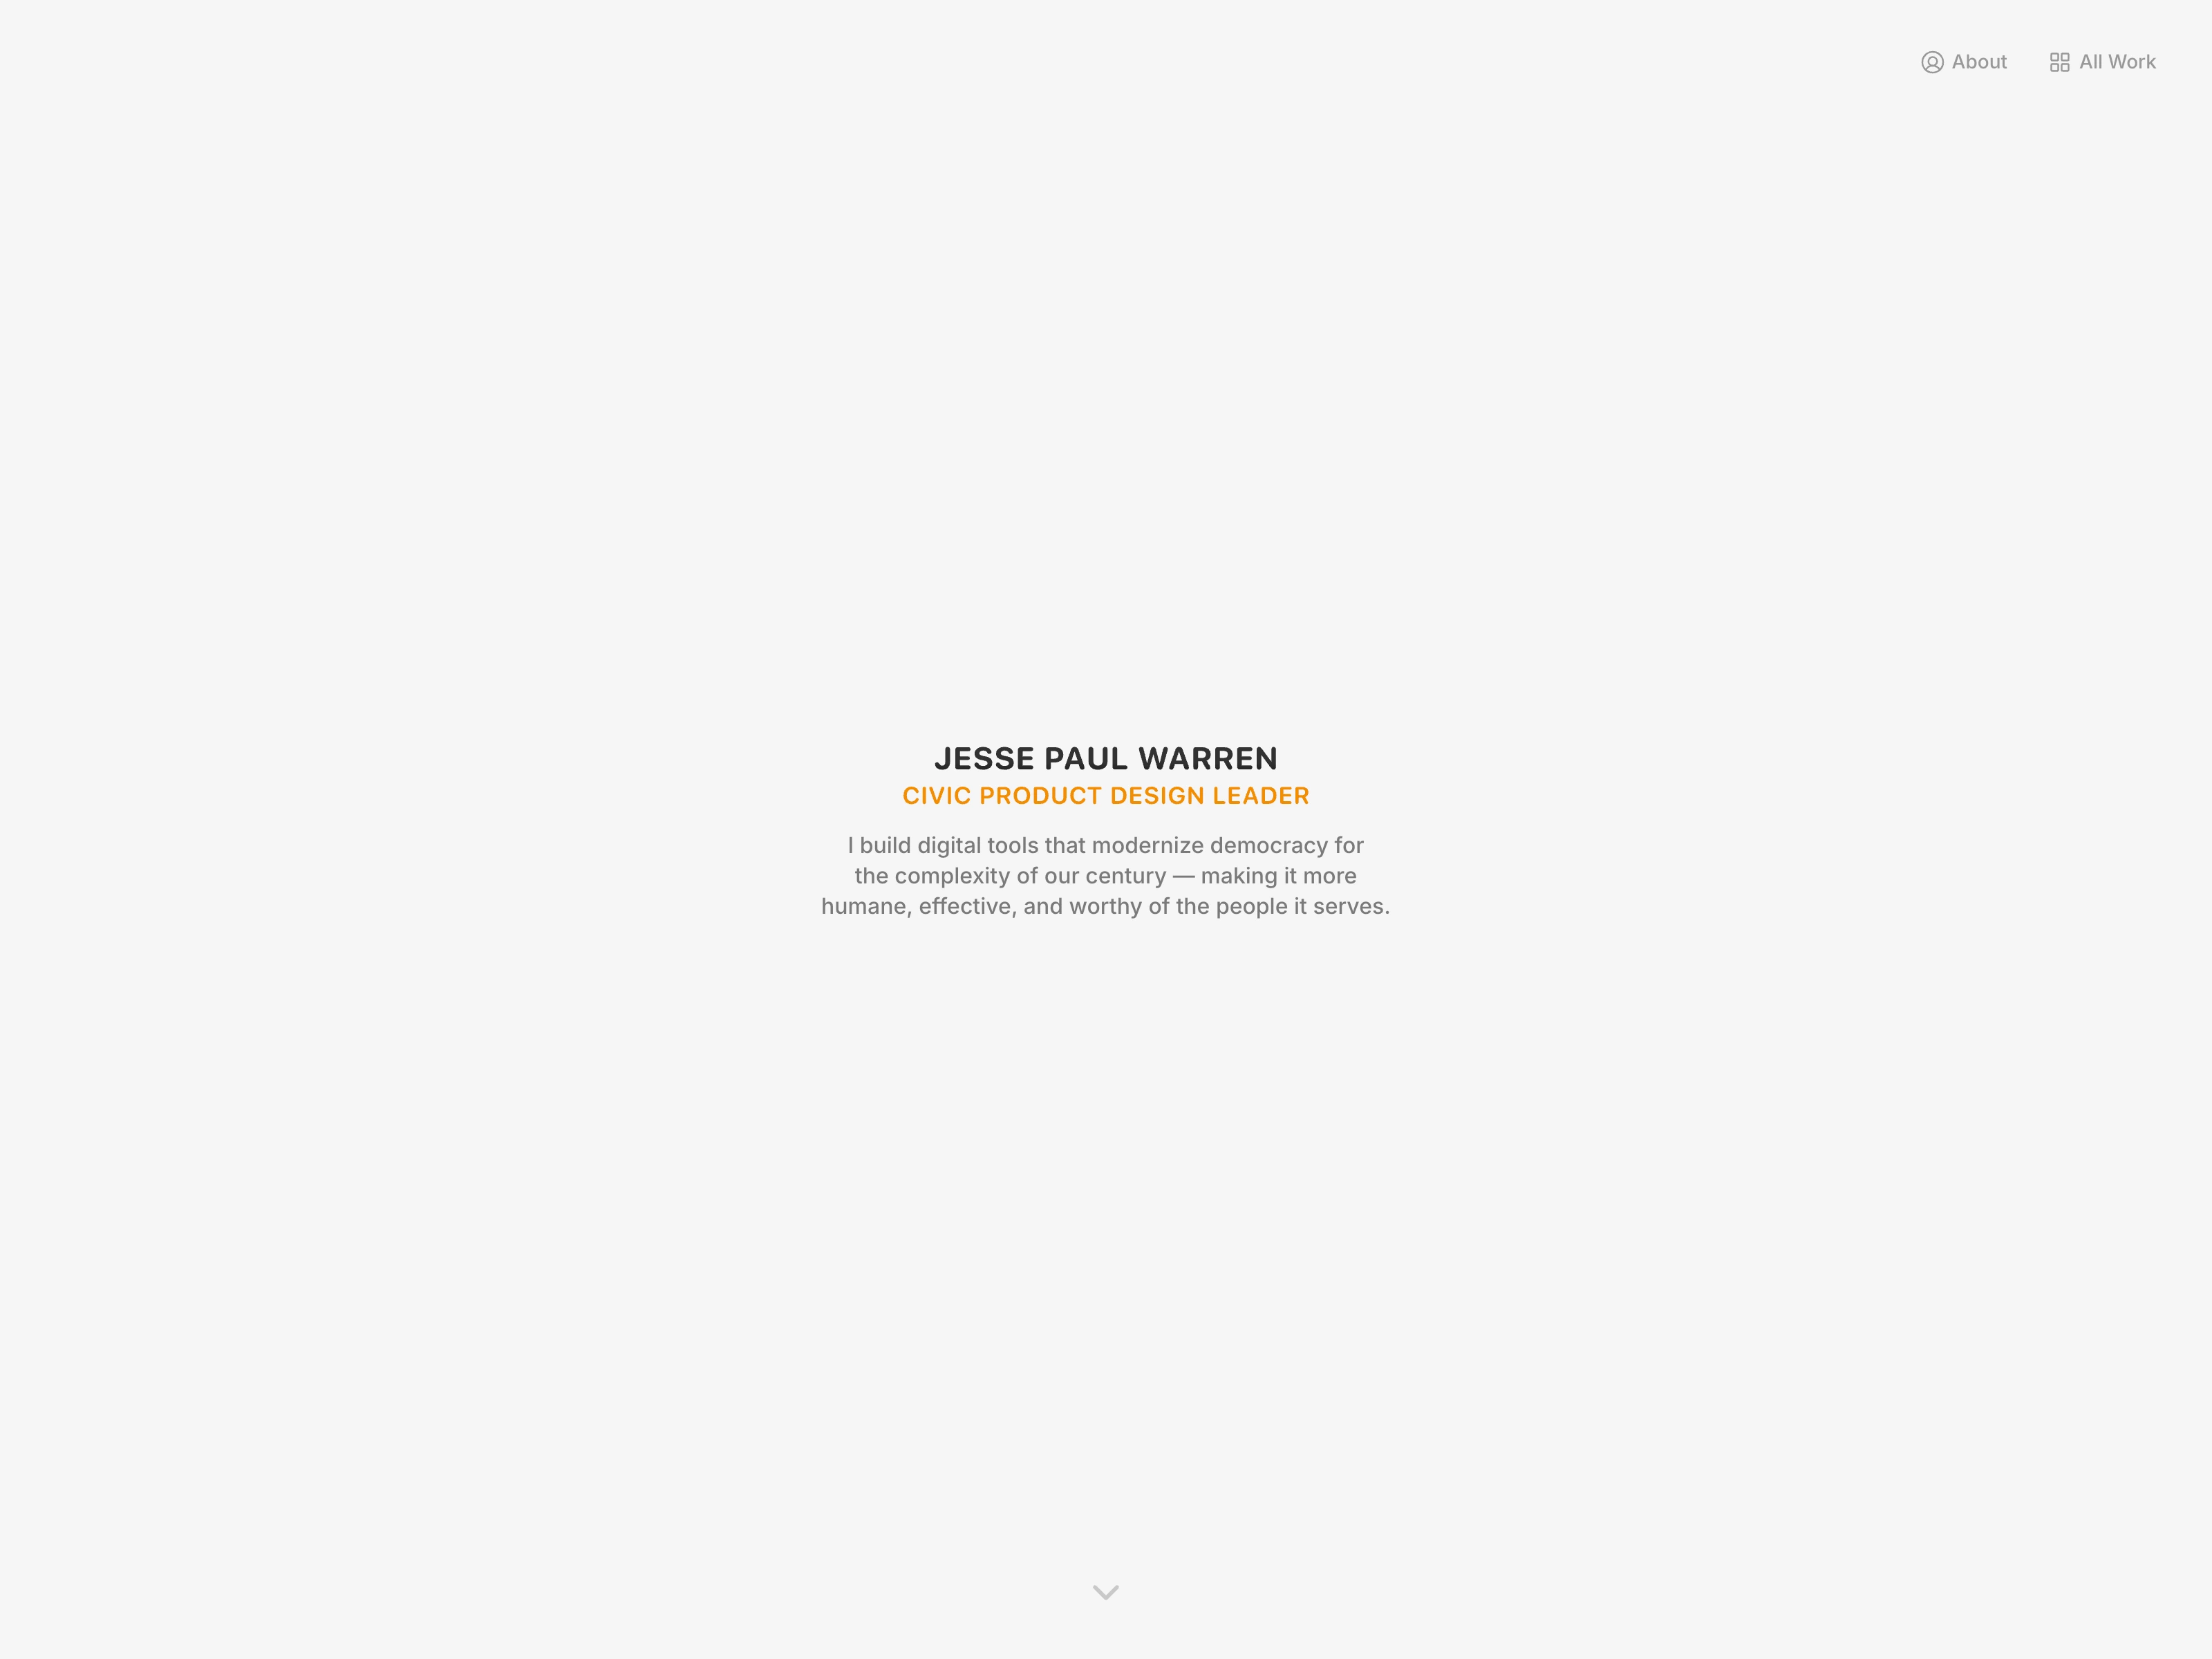 About
All Work
JESSE PAUL WARREN
CIVIC PRODUCT DESIGN LEADER
I build digital tools that modernize democracy for
the complexity of our century — making it more
humane, effective, and worthy of the people it serves.